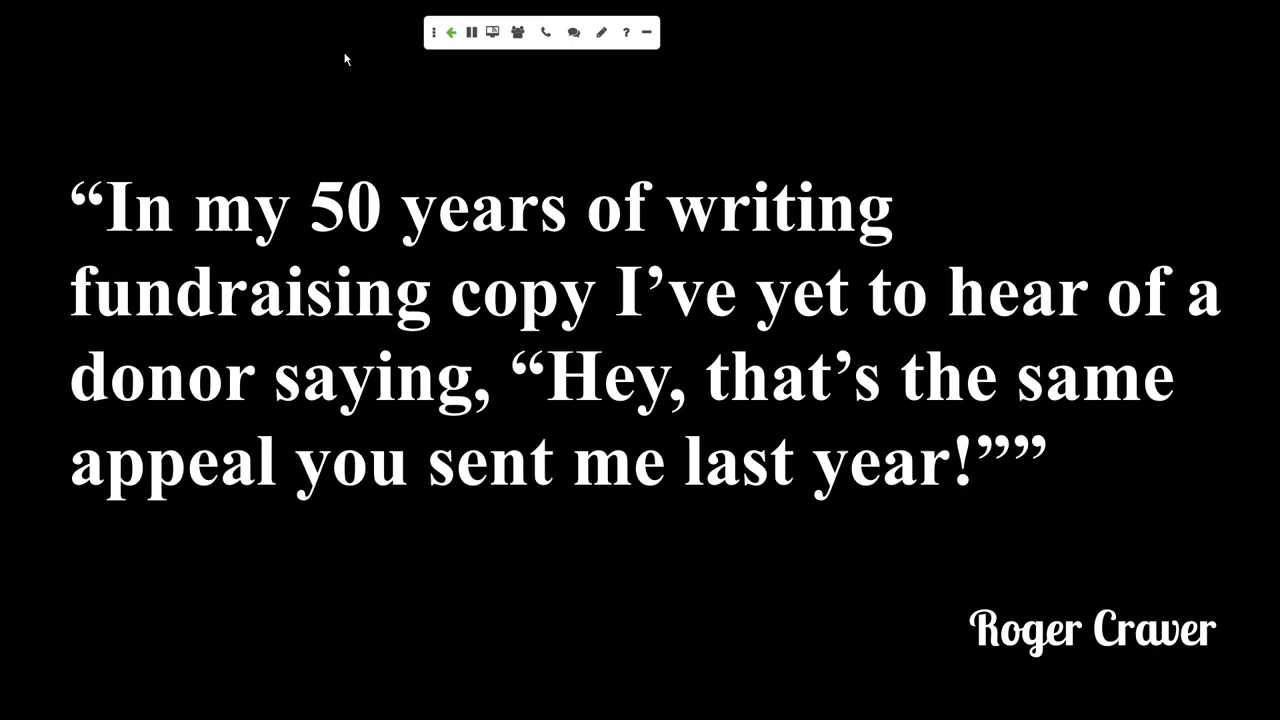 “In my 50 years of writing
fundraising copy I’ve yet to hear of a
donor saying, “Hey, that’s the same
appeal you sent me last year!””
Roger Craver